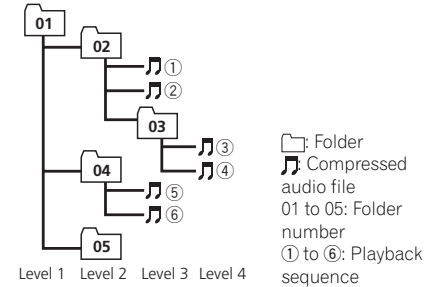 01
02
①
②
03
③
④
04
⑤
⑥
05
Level 1 Level 2 Level 3 Level 4
: Folder
: Compressed
audio file
01 to 05: Folder
number
① to ⑥: Playback
sequence